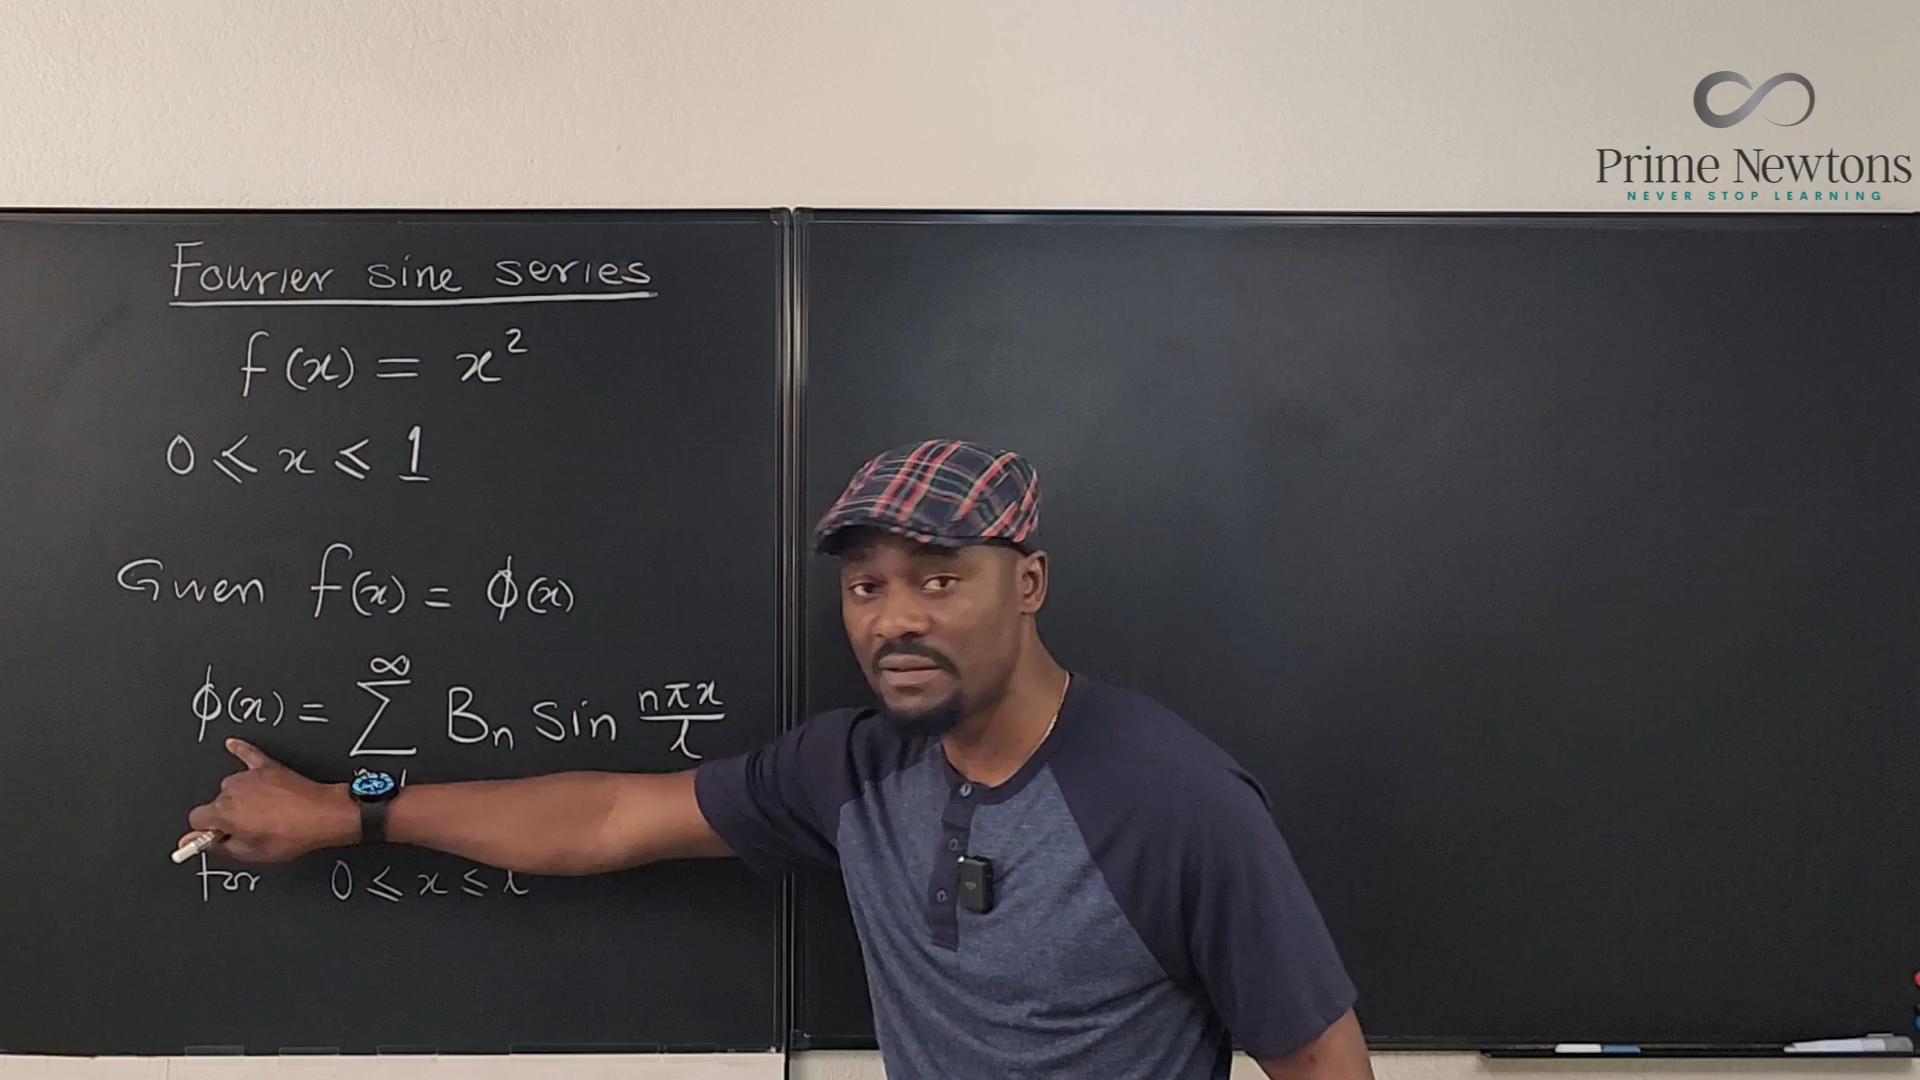 Prime Newtons
NEVER STOP LEARNING
Fourier sine series
f(x) = x²
0 ≤ x ≤ 1
Given f(x) = ϕ(x)
ϕ(x) = ∑ Bₙ sin nπx/l
∞
for 0 ≤ x ≤ l